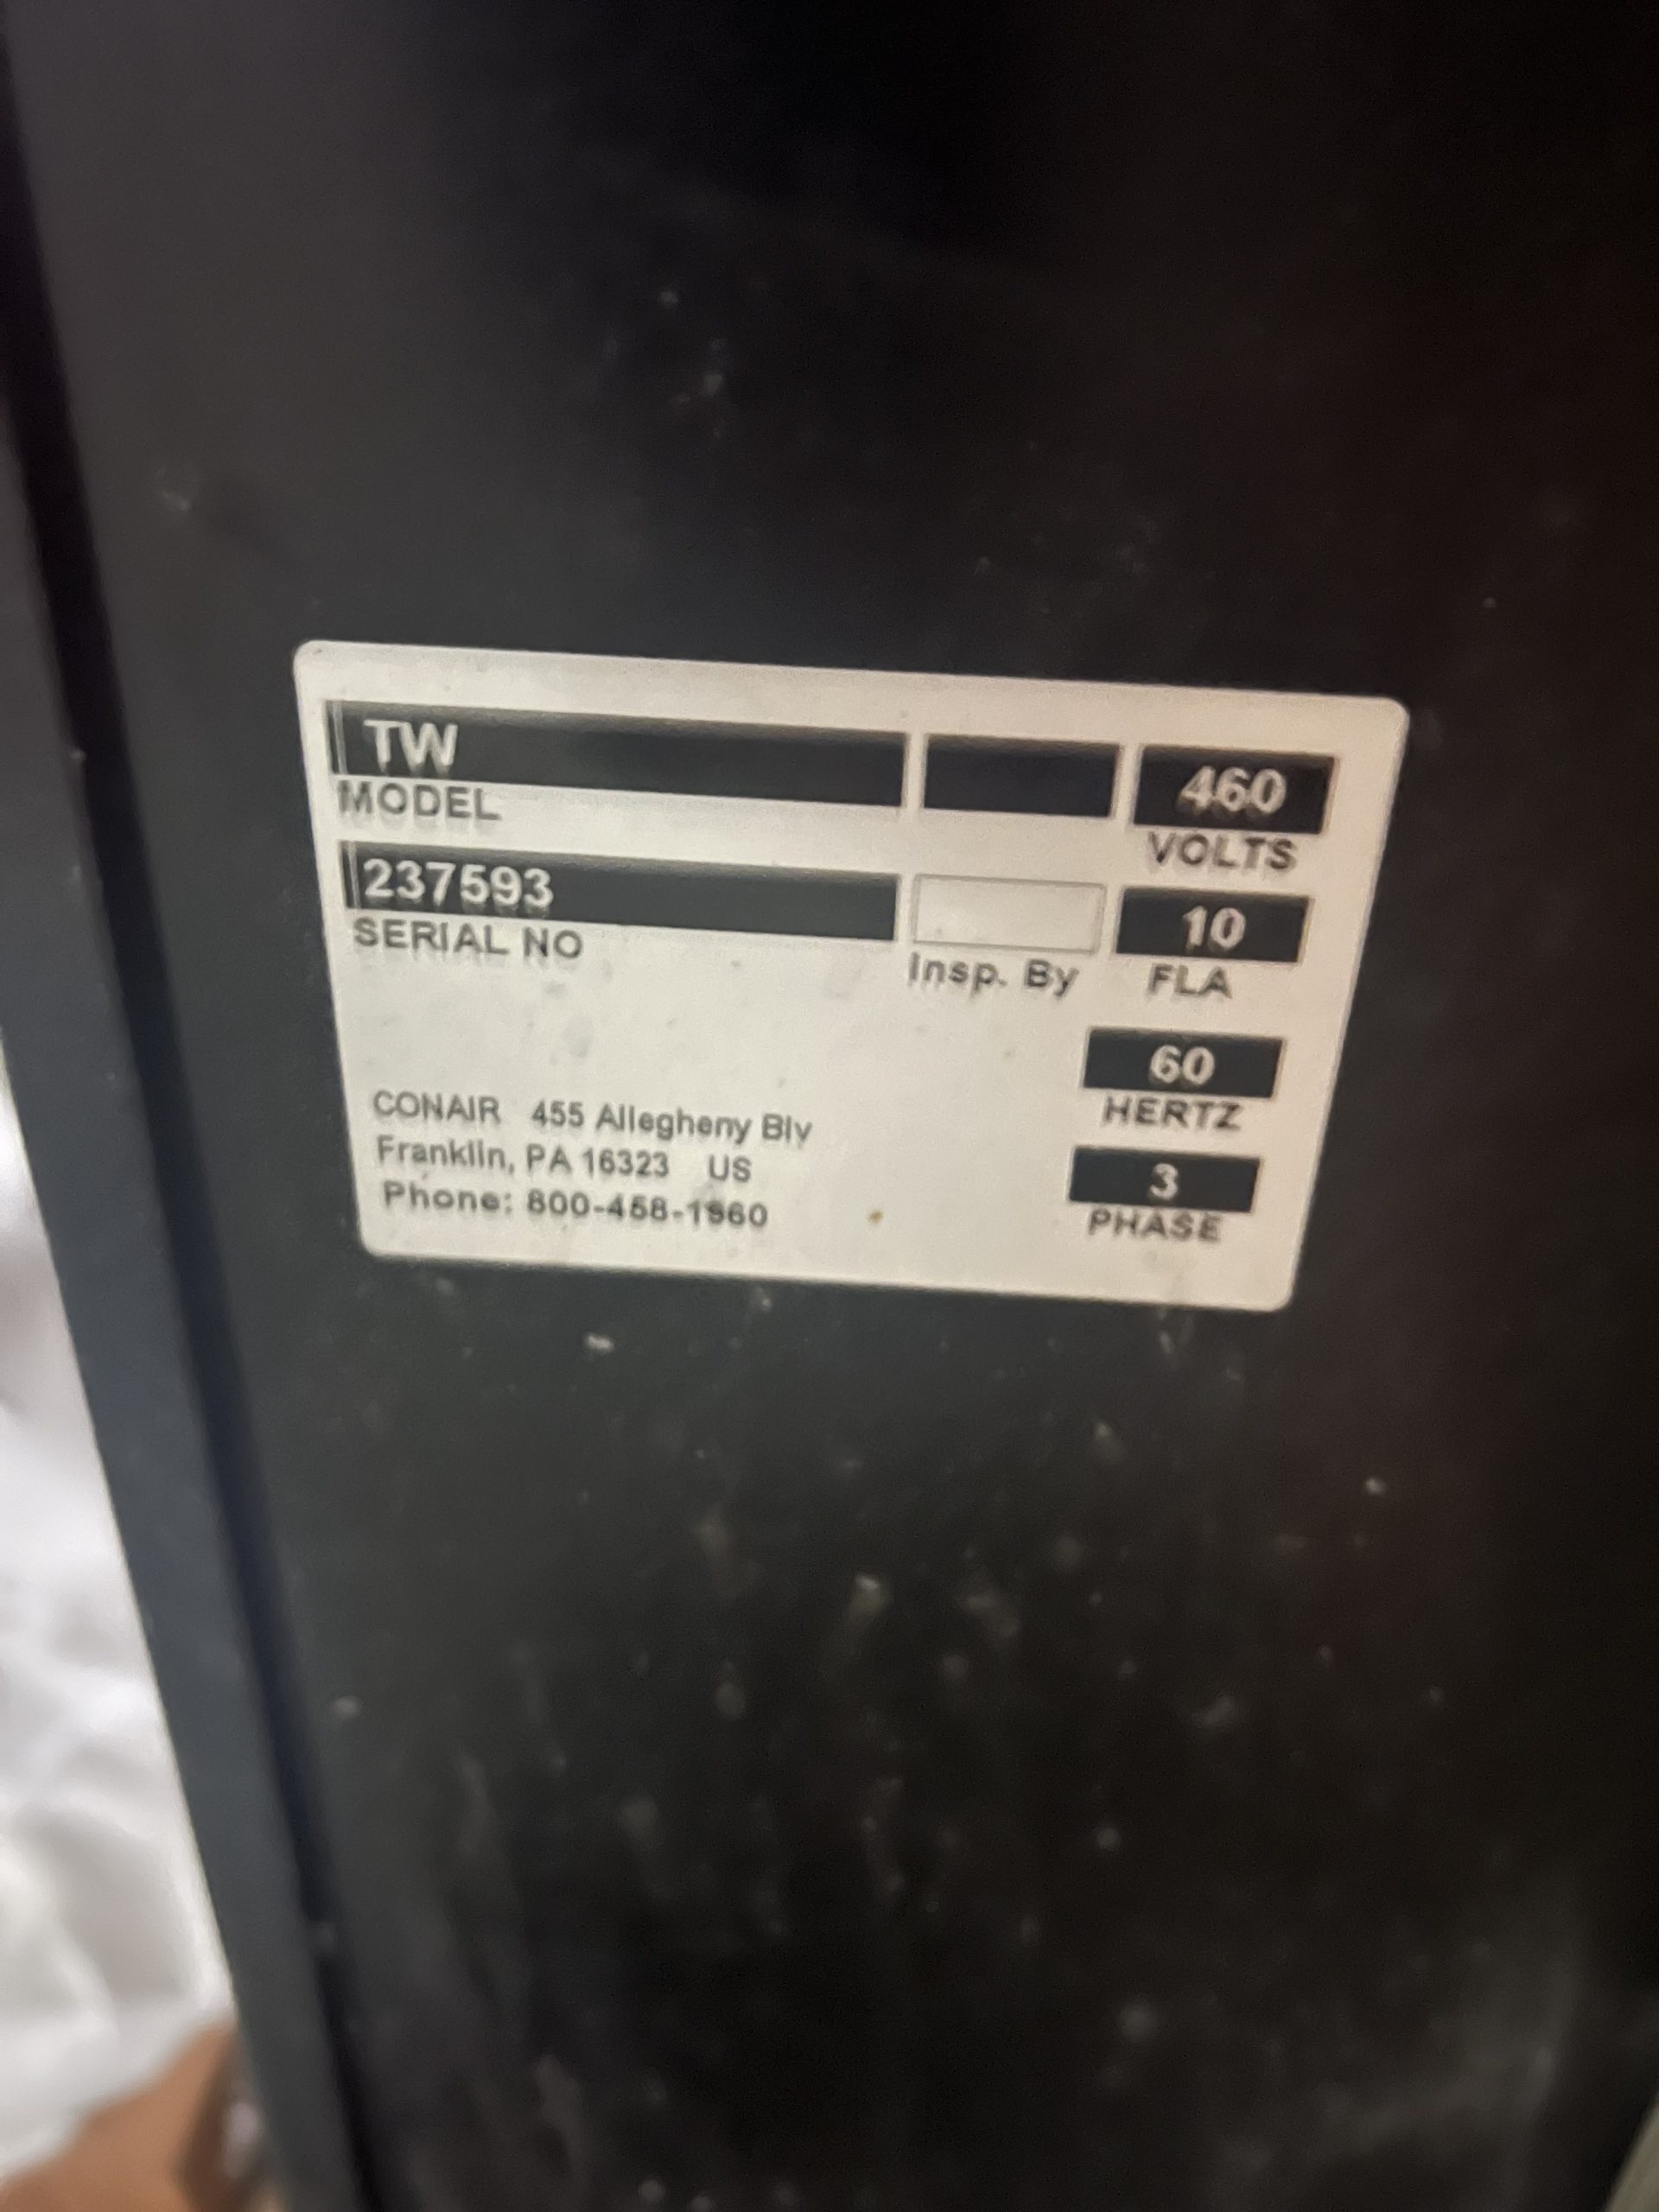 TW 460
MODEL VOLTS
237593 10
SERIAL NO Insp. By FLA
60
HERTZ
CONAIR 455 Allegheny Blv
Franklin, PA 16323 US
Phone: 800-458-1960
3
PHASE